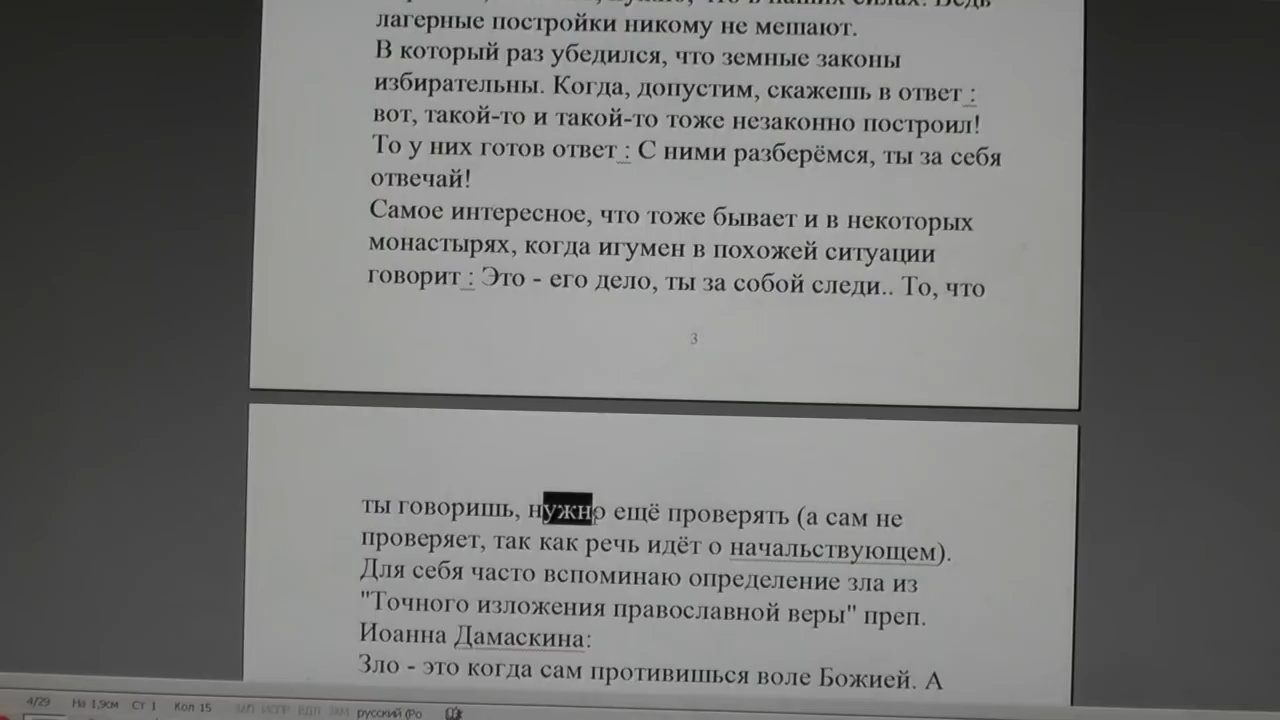 лагерные постройки никому не мешают.
В который раз убедился, что земные законы
избирательны. Когда, допустим, скажешь в ответ :
вот, такой-то и такой-то тоже незаконно построил!
То у них готов ответ : С ними разберёмся, ты за себя
отвечай!
Самое интересное, что тоже бывает и в некоторых
монастырях, когда игумен в похожей ситуации
говорит : Это - его дело, ты за собой следи.. То, что
3
ты говоришь, нужно ещё проверять (а сам не
проверяет, так как речь идёт о начальствующем).
Для себя часто вспоминаю определение зла из
"Точного изложения православной веры" преп.
Иоанна Дамаскина:
Зло - это когда сам противишься воле Божией. А
4/29 На 1,9см Ст 1 Кол 15 ЗАП ИСПР ВДЛ ЗАМ русский (Ро